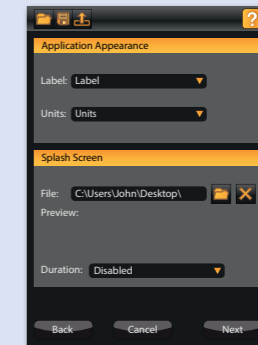 ?
Application Appearance
Label: Label
Units: Units
Splash Screen
File: C:\Users\John\Desktop\
Preview:
Duration: Disabled
Back Cancel Next